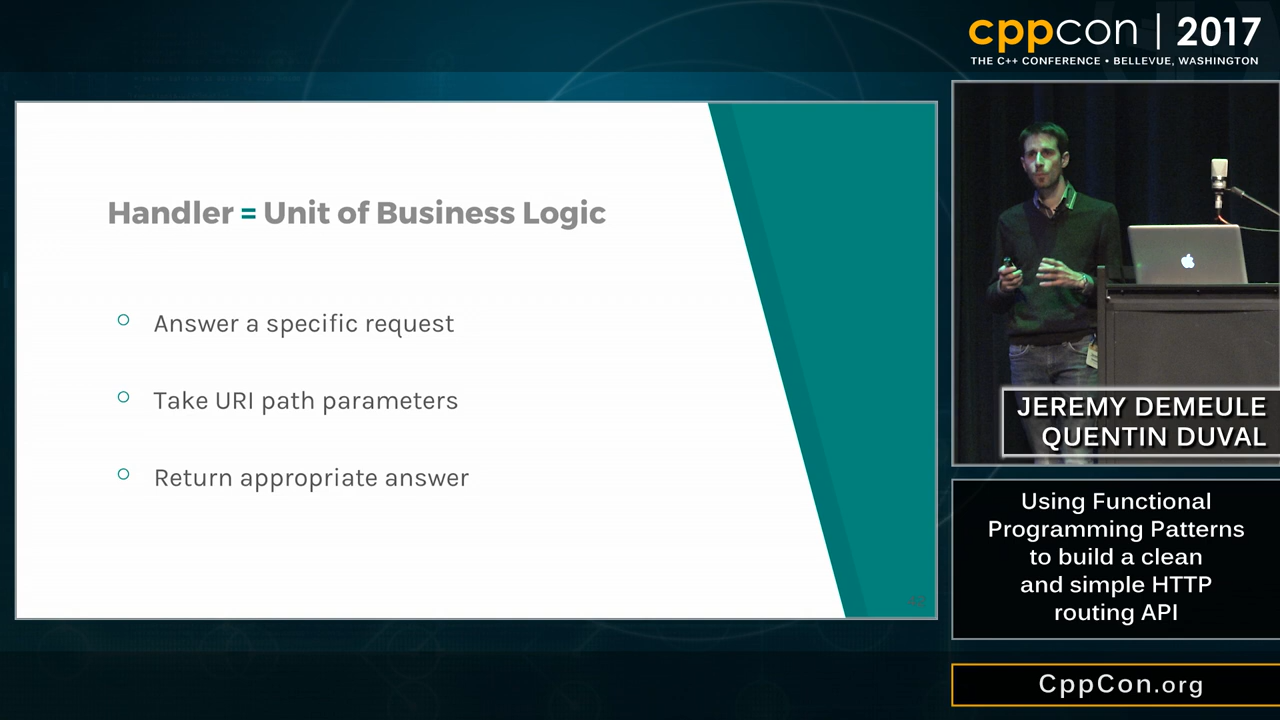 cppcon | 2017
THE C++ CONFERENCE • BELLEVUE, WASHINGTON
Handler = Unit of Business Logic
Answer a specific request
Take URI path parameters
Return appropriate answer
42
JEREMY DEMEULE
QUENTIN DUVAL
Using Functional
Programming Patterns
to build a clean
and simple HTTP
routing API
CppCon.org